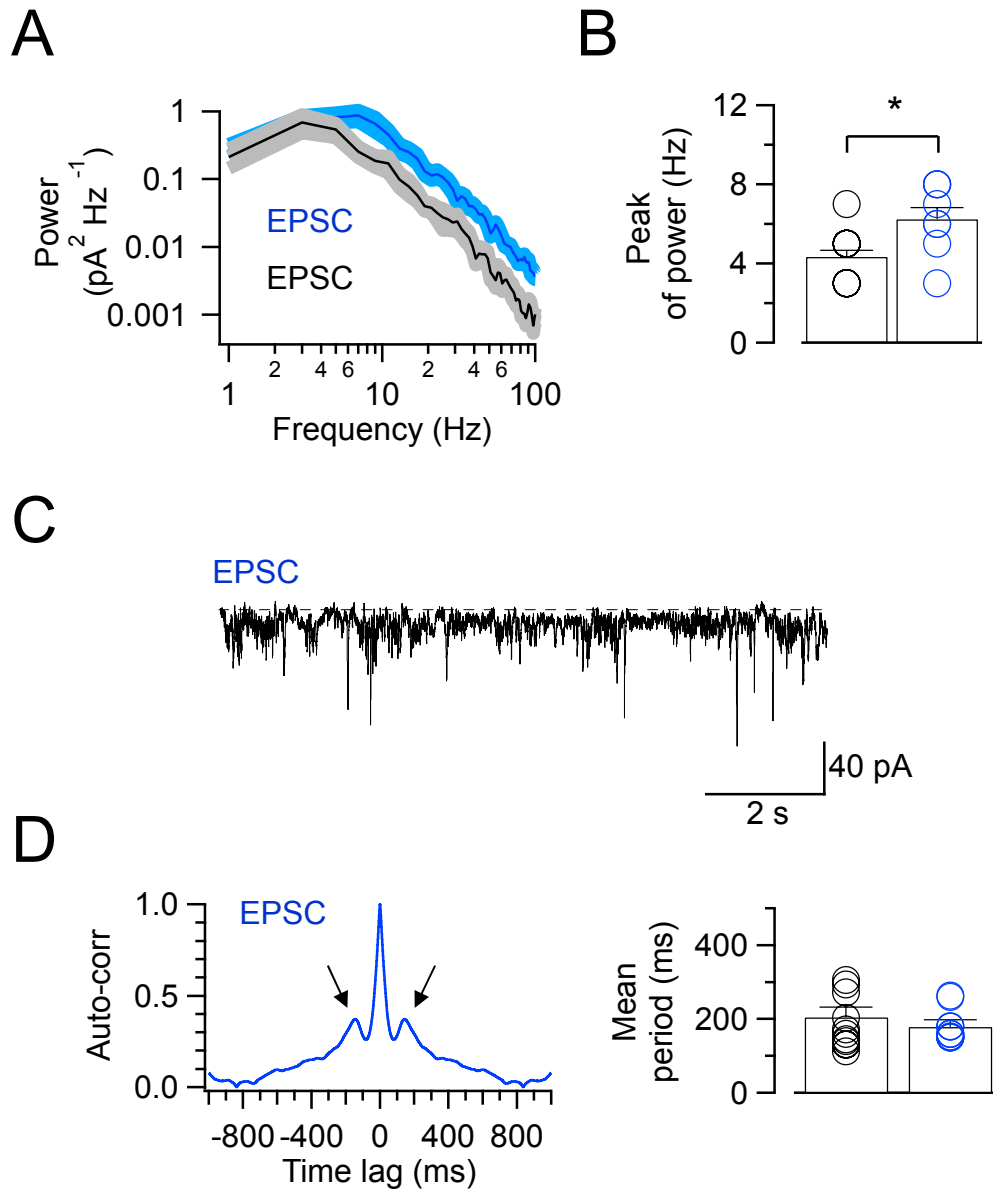 A
B
Power
(pA² Hz⁻¹)
1
0.1
0.01
0.001
EPSC
EPSC
2
4
6
2
4
6
1
10
100
Frequency (Hz)
Peak
of power (Hz)
12
8
4
0
*
C
EPSC
40 pA
2 s
D
Auto-corr
1.0
0.5
0.0
EPSC
-800
-400
0
400
800
Time lag (ms)
Mean
period (ms)
400
200
0